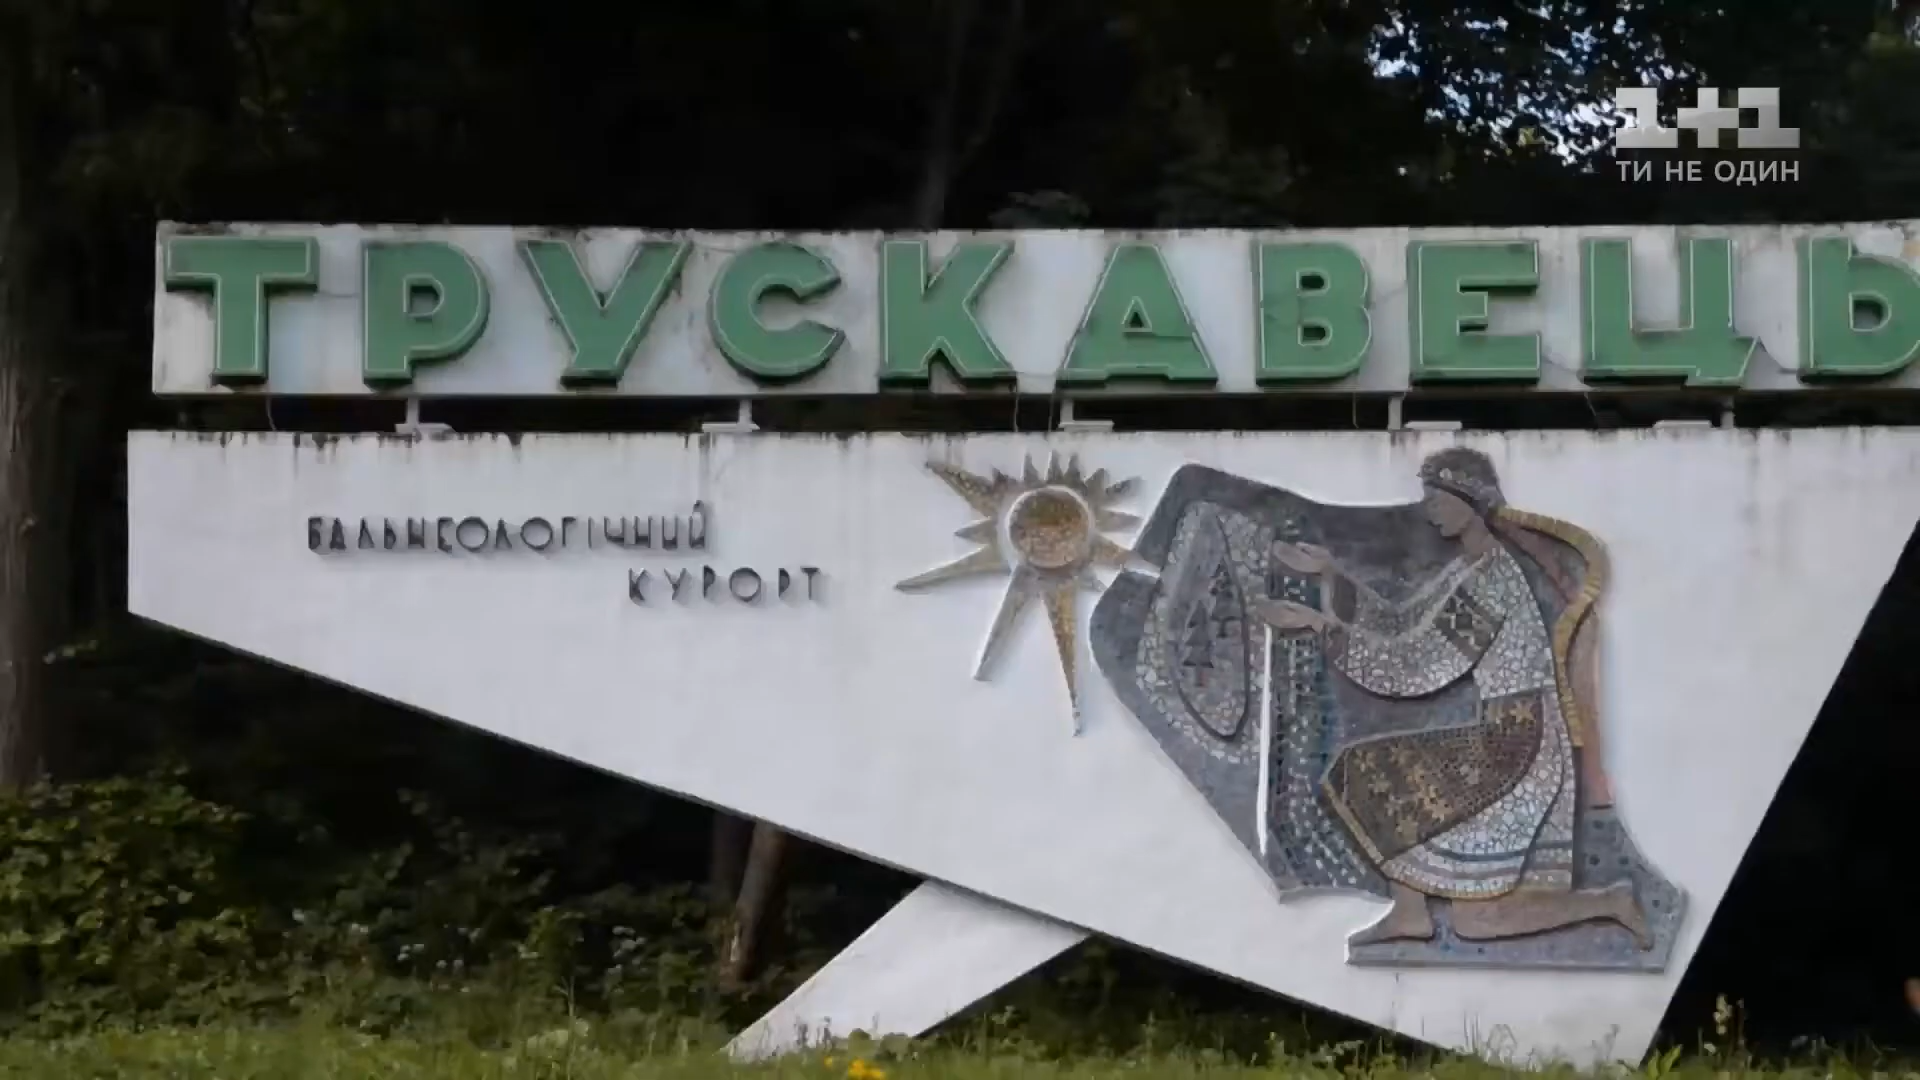 1+1
ТИ НЕ ОДИН
ТРУСКАВЕЦЬ
БАЛЬНЕОЛОГІЧНИЙ
КУРОРТ